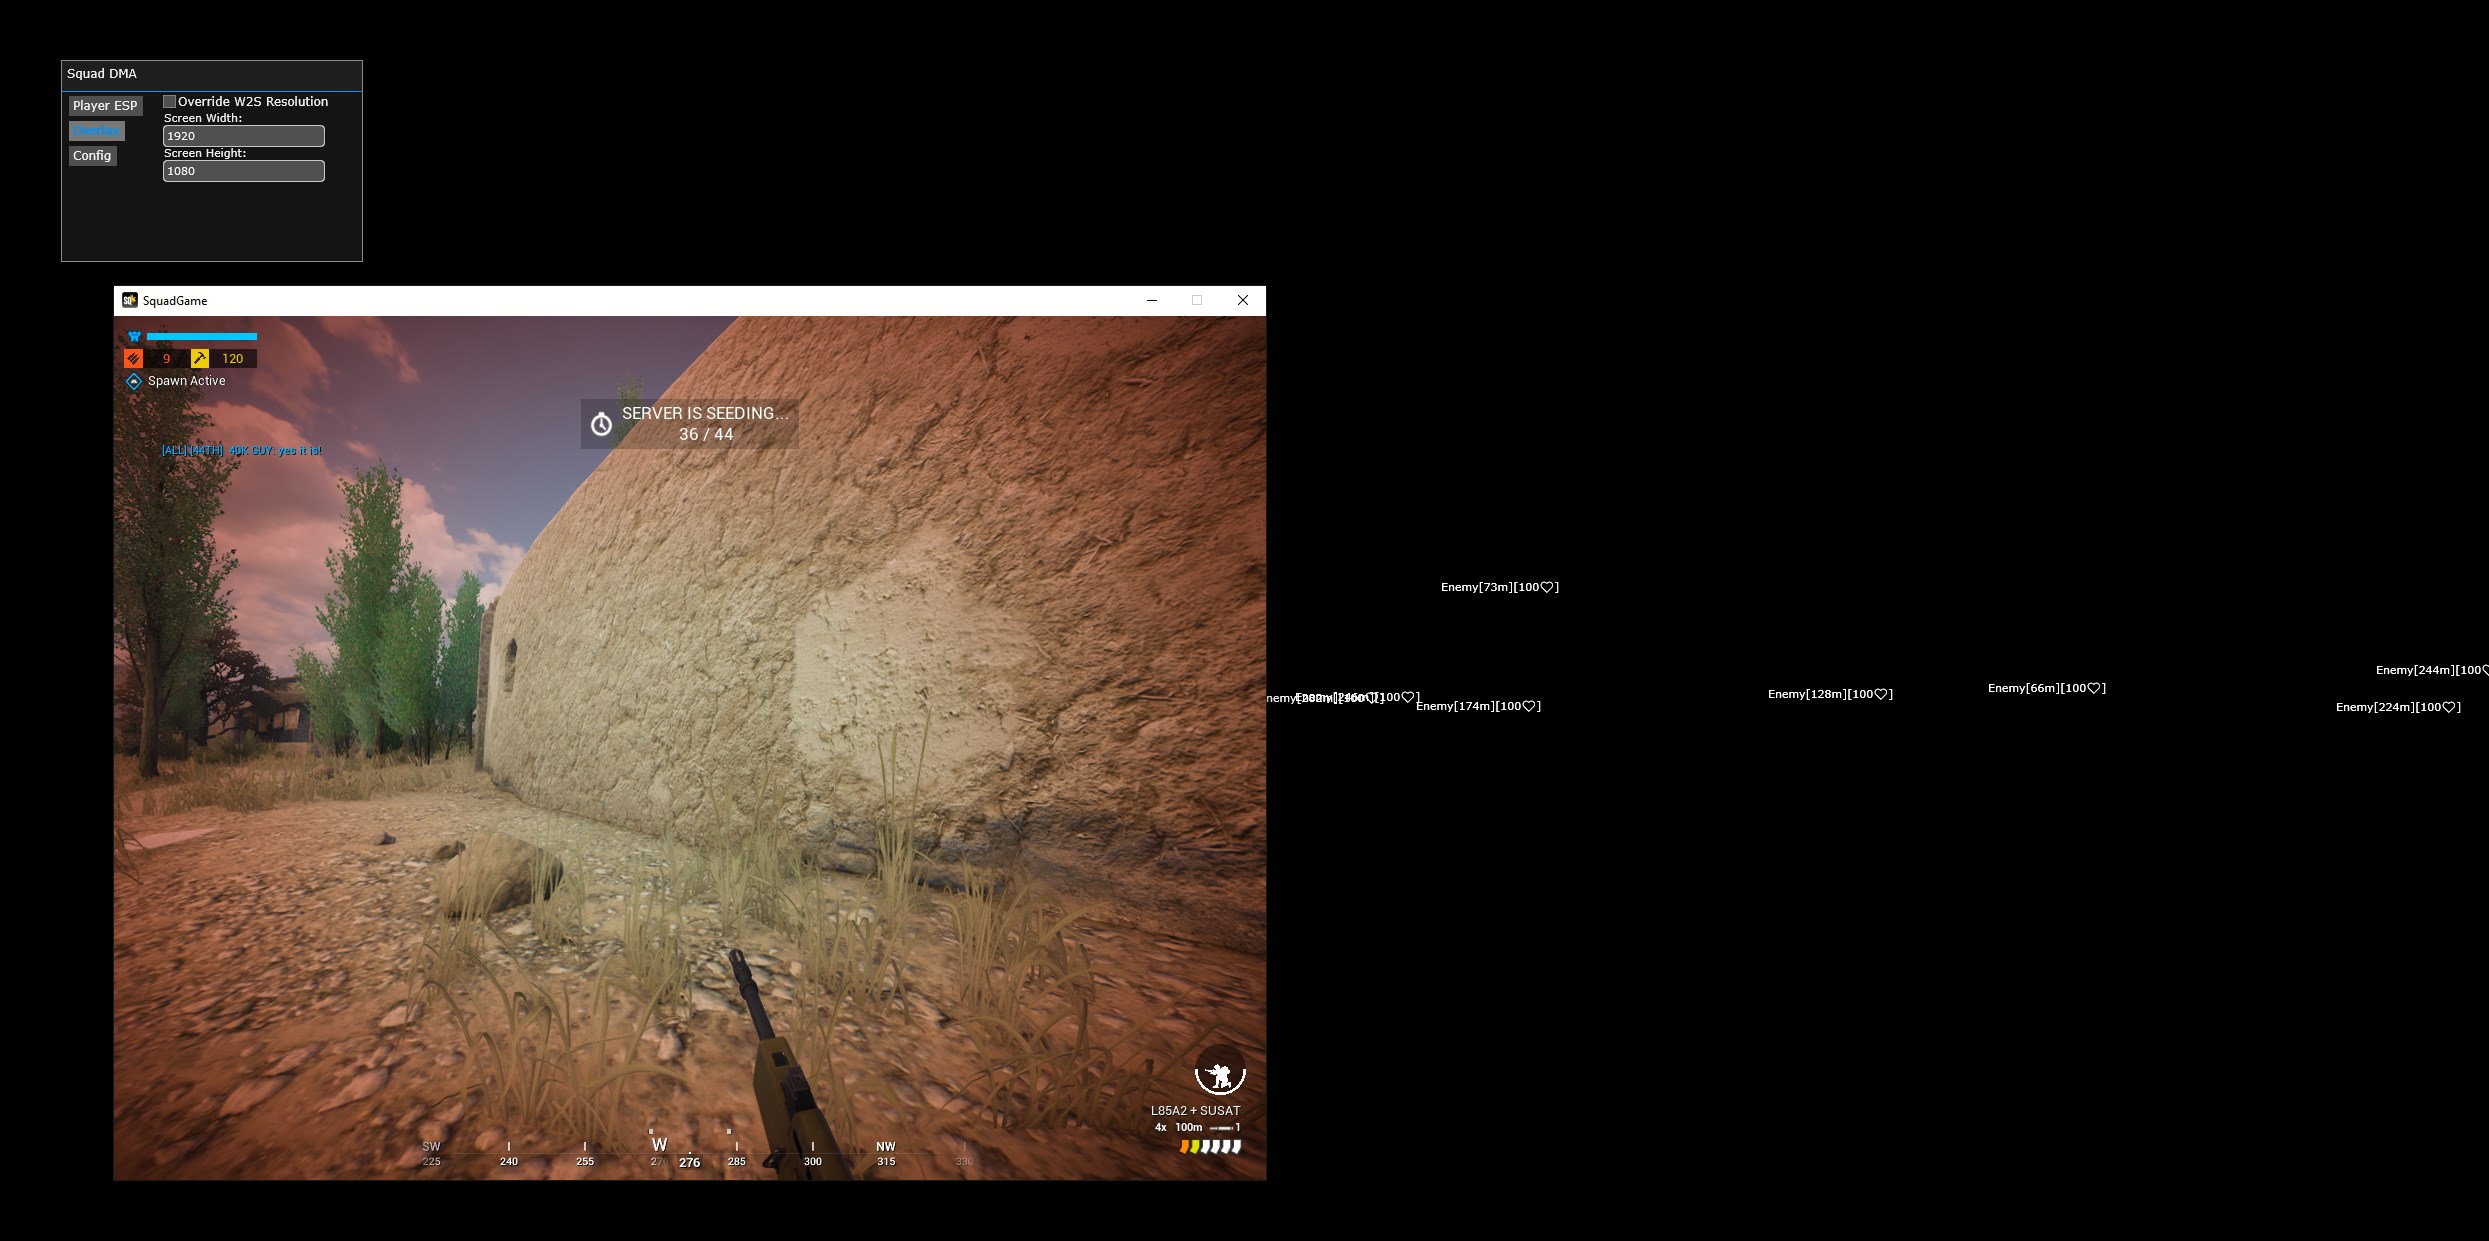 Squad DMA
Player ESP
Override W2S Resolution
Screen Width:
1920
Overlay
Screen Height:
Config
1080
SquadGame
9 120
Spawn Active
SERVER IS SEEDING...
36 / 44
[ALL] [44TH] 40K GUY: yes it is!
Enemy[73m][100♡]
Enemy[244m][100♡
Enemy[66m][100♡]
Enemy[128m][100♡]
Enemy[246m][100♡]
Enemy[174m][100♡]
Enemy[224m][100♡]
L85A2 + SUSAT
4x 100m 1
SW W NW
225 240 255 270 276 285 300 315 330